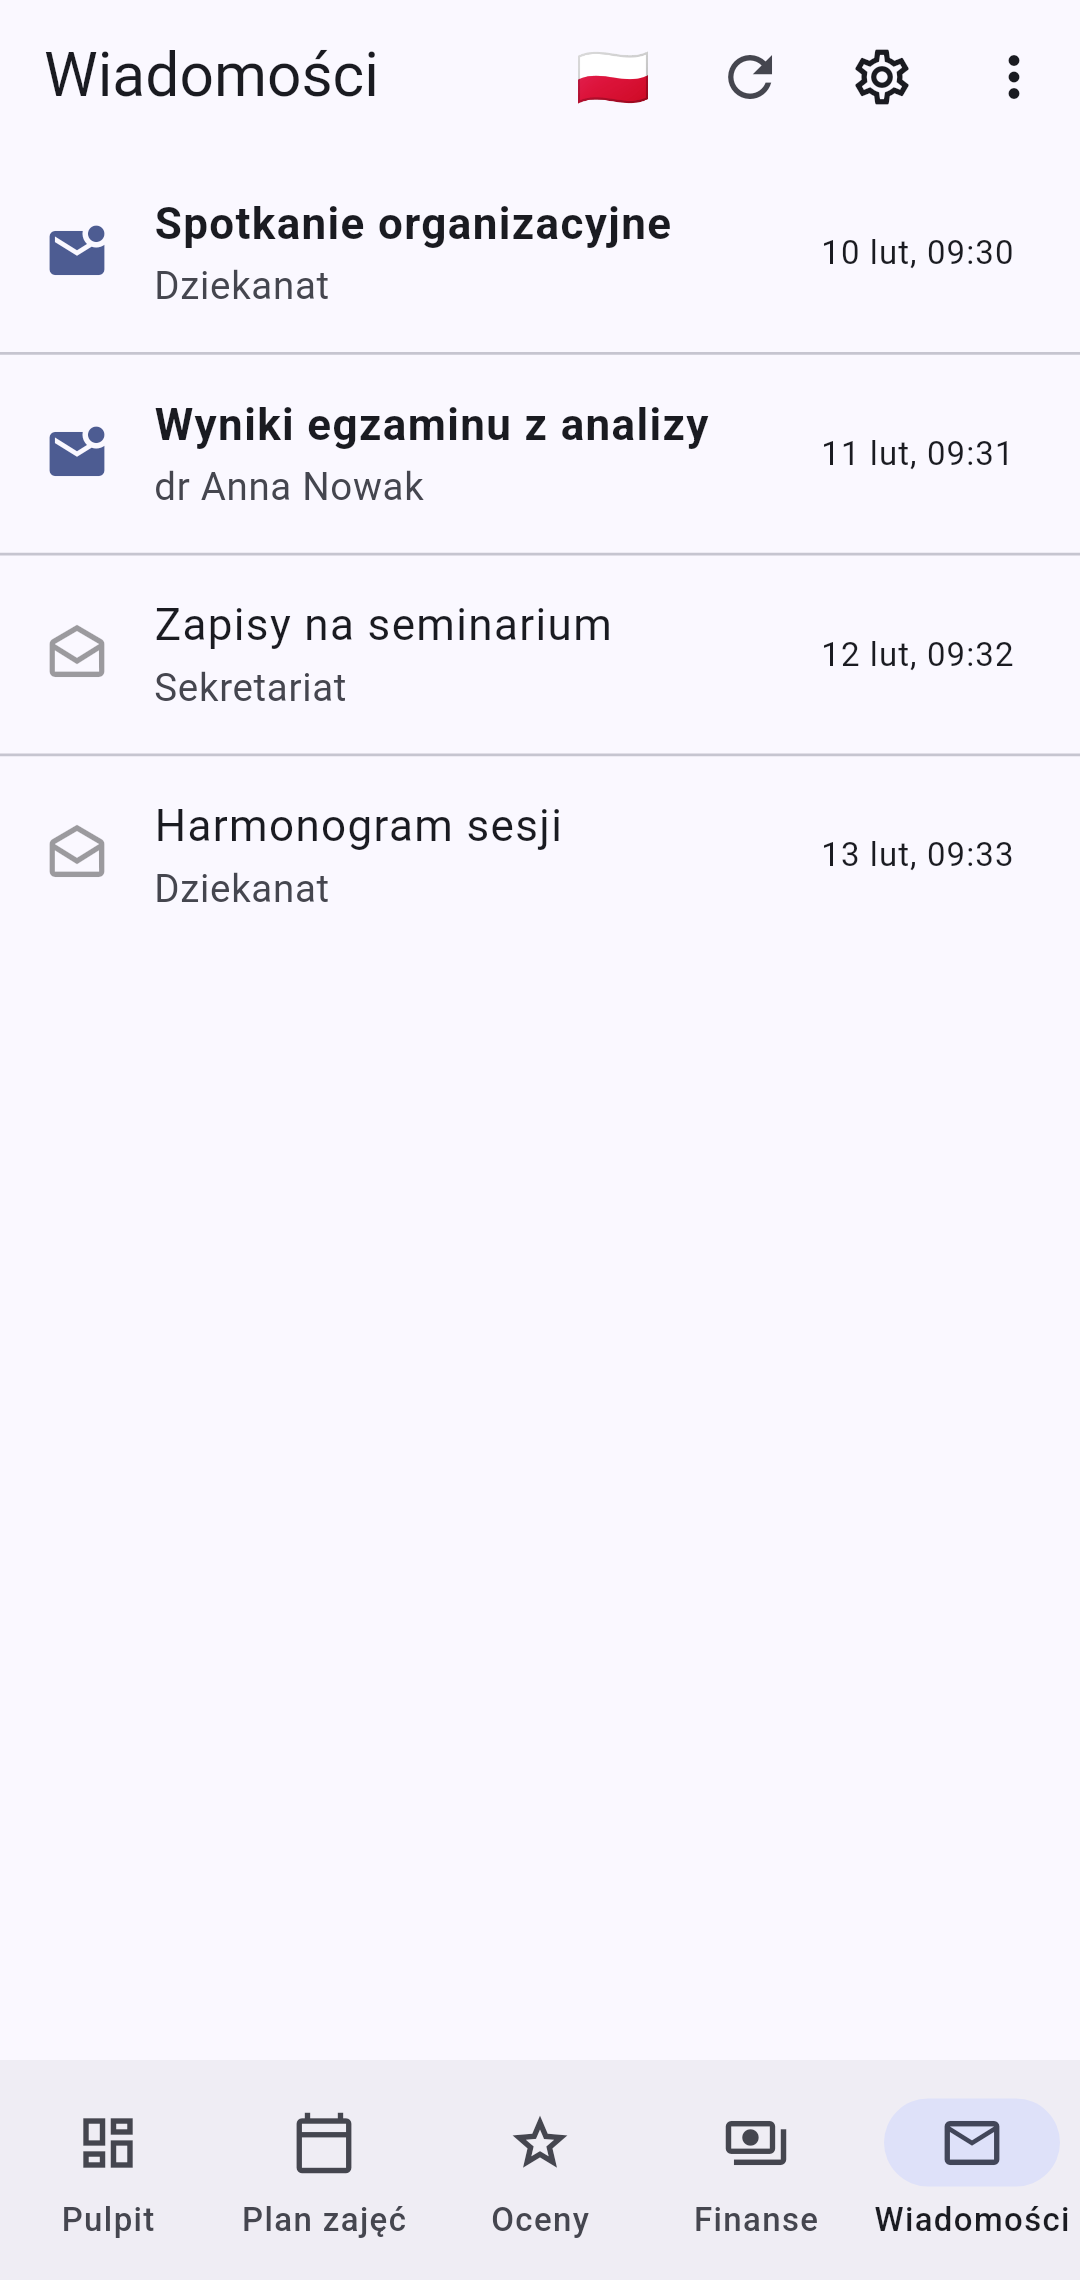 Wiadomości
Spotkanie organizacyjne
Dziekanat
10 lut, 09:30
Wyniki egzaminu z analizy
dr Anna Nowak
11 lut, 09:31
Zapisy na seminarium
Sekretariat
12 lut, 09:32
Harmonogram sesji
Dziekanat
13 lut, 09:33
Pulpit
Plan zajęć
Oceny
Finanse
Wiadomości